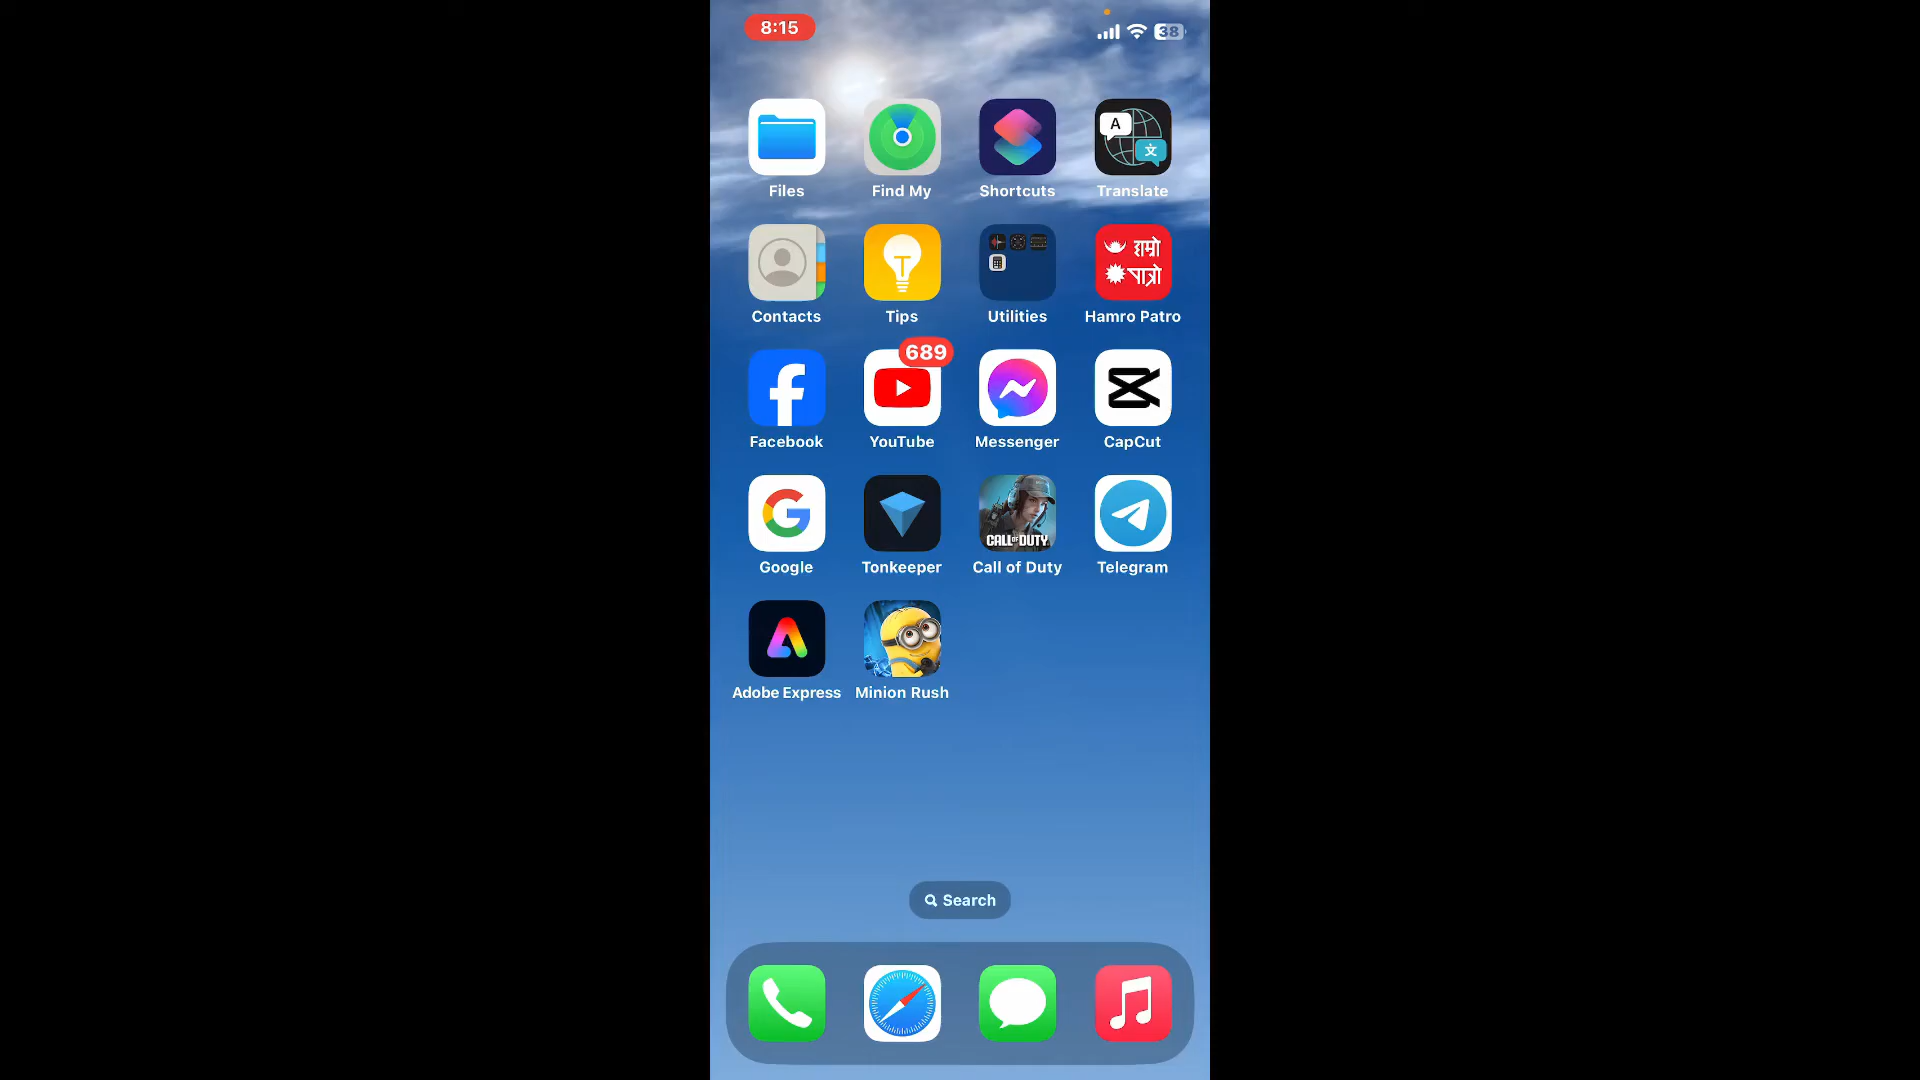 8:15
38
A
文
Files
Find My
Shortcuts
Translate
हाम्रो
पात्रो
Contacts
Tips
Utilities
Hamro Patro
689
Facebook
YouTube
Messenger
CapCut
CALL OF DUTY
Google
Tonkeeper
Call of Duty
Telegram
Adobe Express
Minion Rush
Search